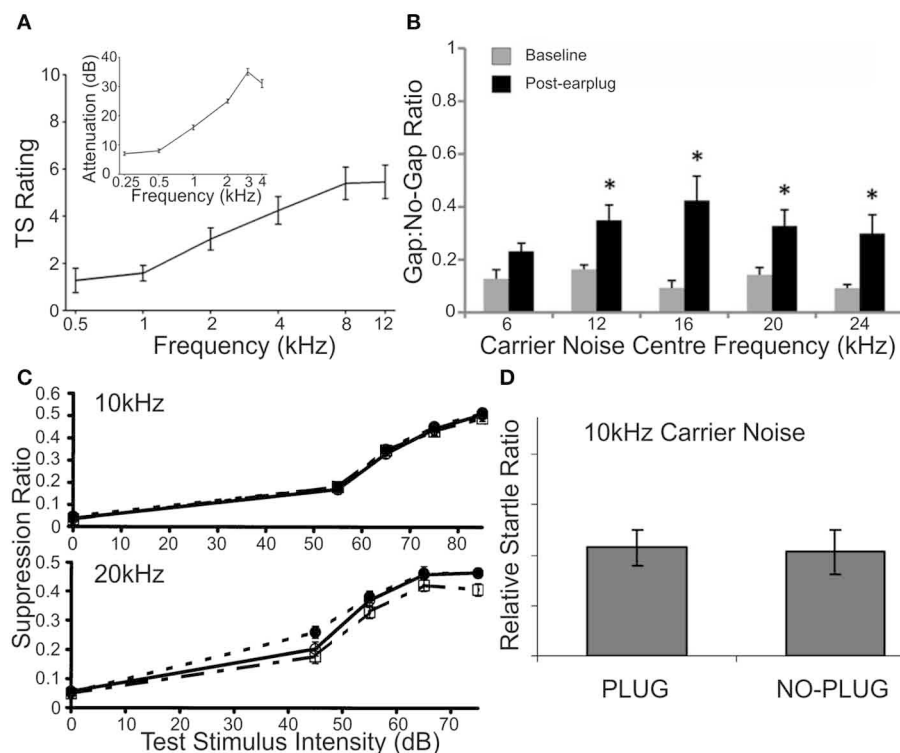 A
Attenuation (dB)
40
30
20
10
0
0.25 0.5 1 2 3 4
Frequency (kHz)
TS Rating
10
8
6
4
2
0
0.5 1 2 4 8 12
Frequency (kHz)
B
Gap:No-Gap Ratio
1
0.8
0.6
0.4
0.2
0
Baseline
Post-earplug
* * * *
6 12 16 20 24
Carrier Noise Centre Frequency (kHz)
C
Suppression Ratio
10kHz
0.6
0.5
0.4
0.3
0.2
0.1
0
0 10 20 30 40 50 60 70 80
20kHz
0.5
0.4
0.3
0.2
0.1
0
0 10 20 30 40 50 60 70
Test Stimulus Intensity (dB)
D
Relative Startle Ratio
10kHz Carrier Noise
PLUG NO-PLUG